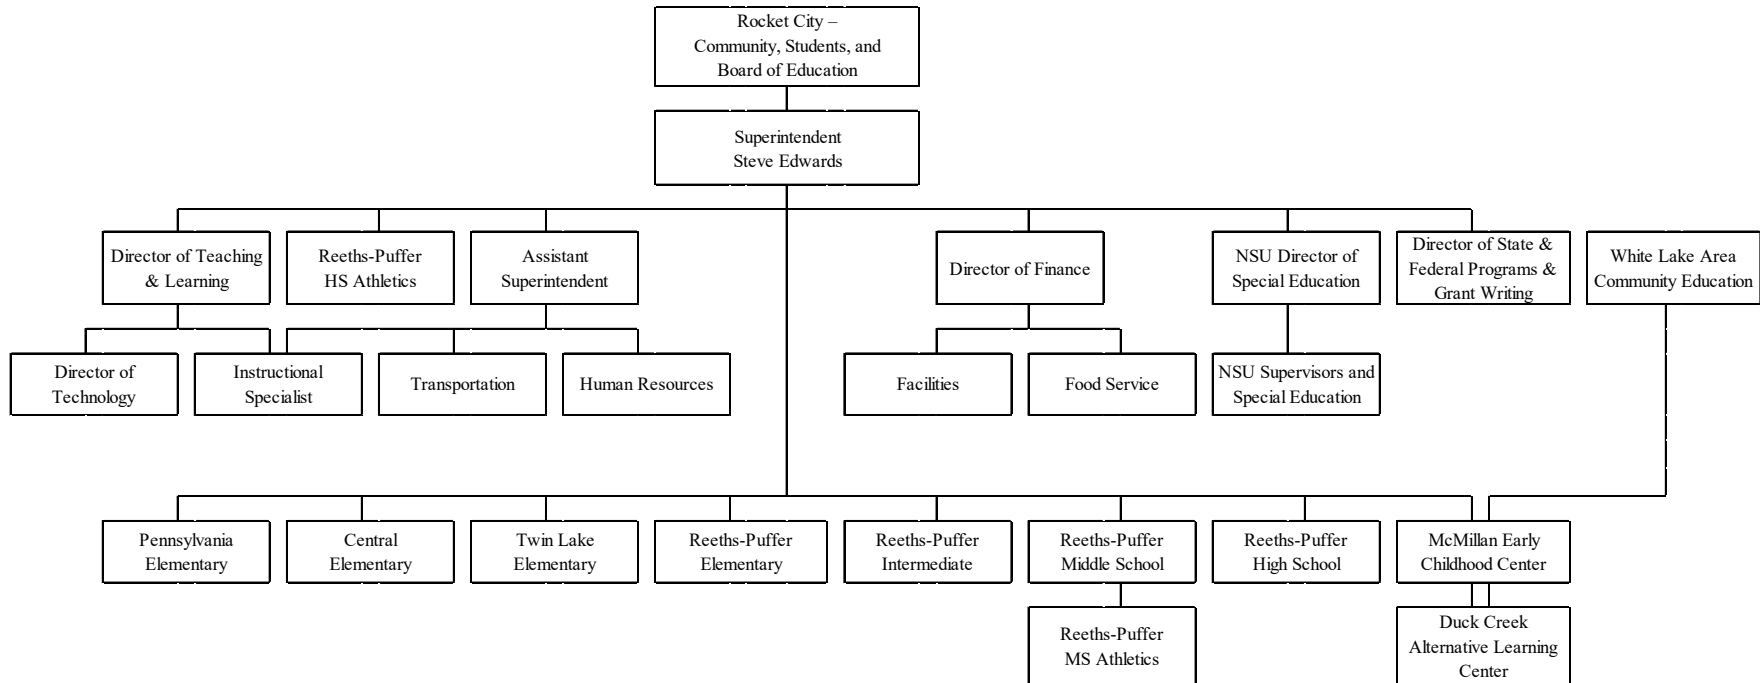 Rocket City –
Community, Students, and
Board of Education
Superintendent
Steve Edwards
Director of Teaching
& Learning
Reeths-Puffer
HS Athletics
Assistant
Superintendent
Director of Finance
NSU Director of
Special Education
Director of State &
Federal Programs &
Grant Writing
White Lake Area
Community Education
Director of
Technology
Instructional
Specialist
Transportation
Human Resources
Facilities
Food Service
NSU Supervisors and
Special Education
Pennsylvania
Elementary
Central
Elementary
Twin Lake
Elementary
Reeths-Puffer
Elementary
Reeths-Puffer
Intermediate
Reeths-Puffer
Middle School
Reeths-Puffer
High School
McMillan Early
Childhood Center
Reeths-Puffer
MS Athletics
Duck Creek
Alternative Learning
Center